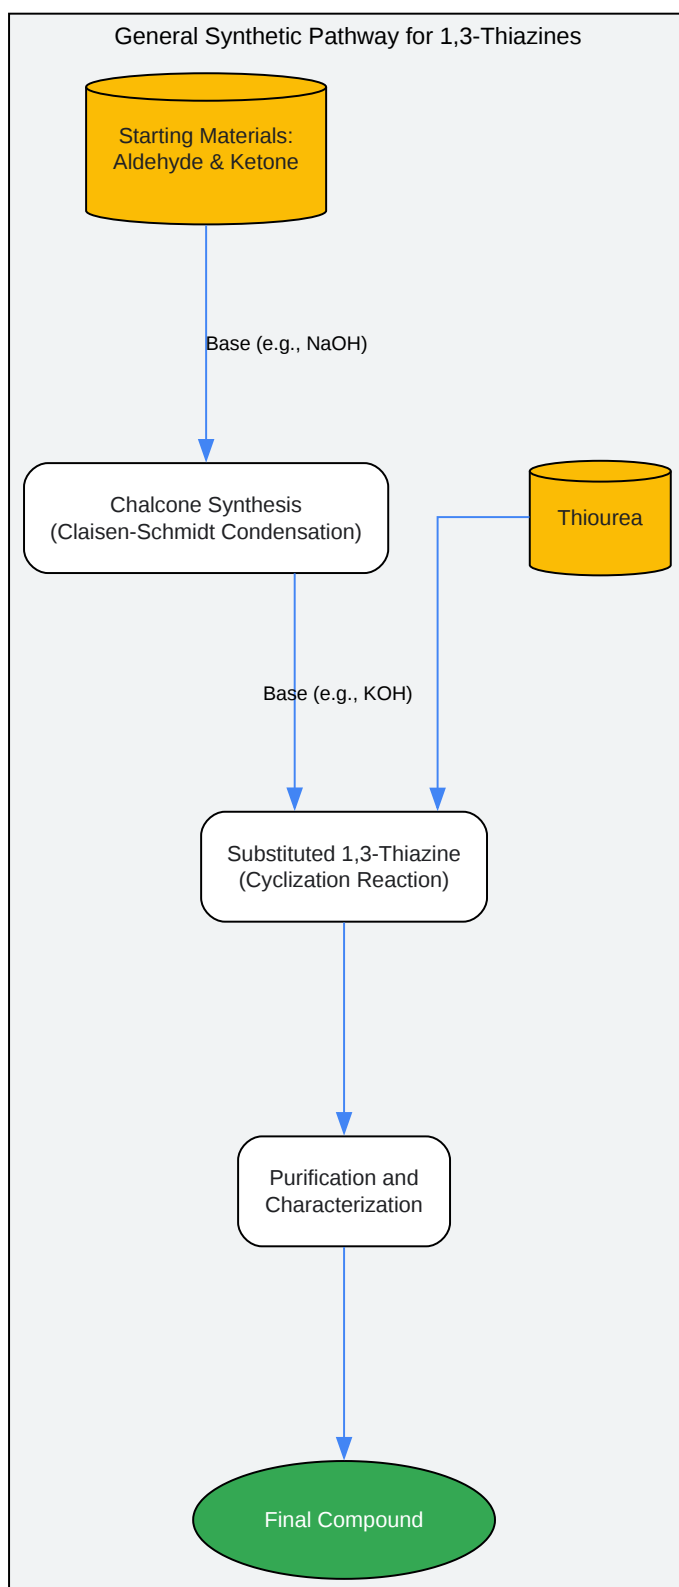 General Synthetic Pathway for 1,3-Thiazines
Starting Materials:
Aldehyde & Ketone
Base (e.g., NaOH)
Chalcone Synthesis
(Claisen-Schmidt Condensation)
Thiourea
Base (e.g., KOH)
Substituted 1,3-Thiazine
(Cyclization Reaction)
Purification and
Characterization
Final Compound